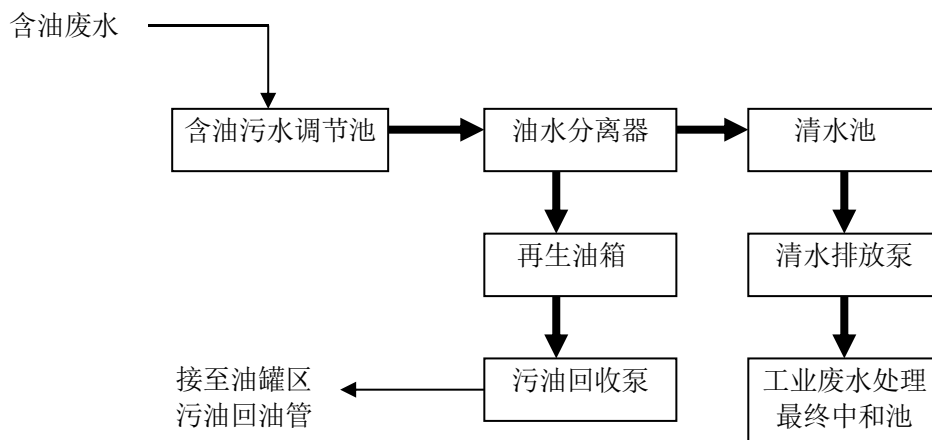 含油废水
含油污水调节池
油水分离器
清水池
再生油箱
清水排放泵
接至油罐区
污油回油管
污油回收泵
工业废水处理
最终中和池